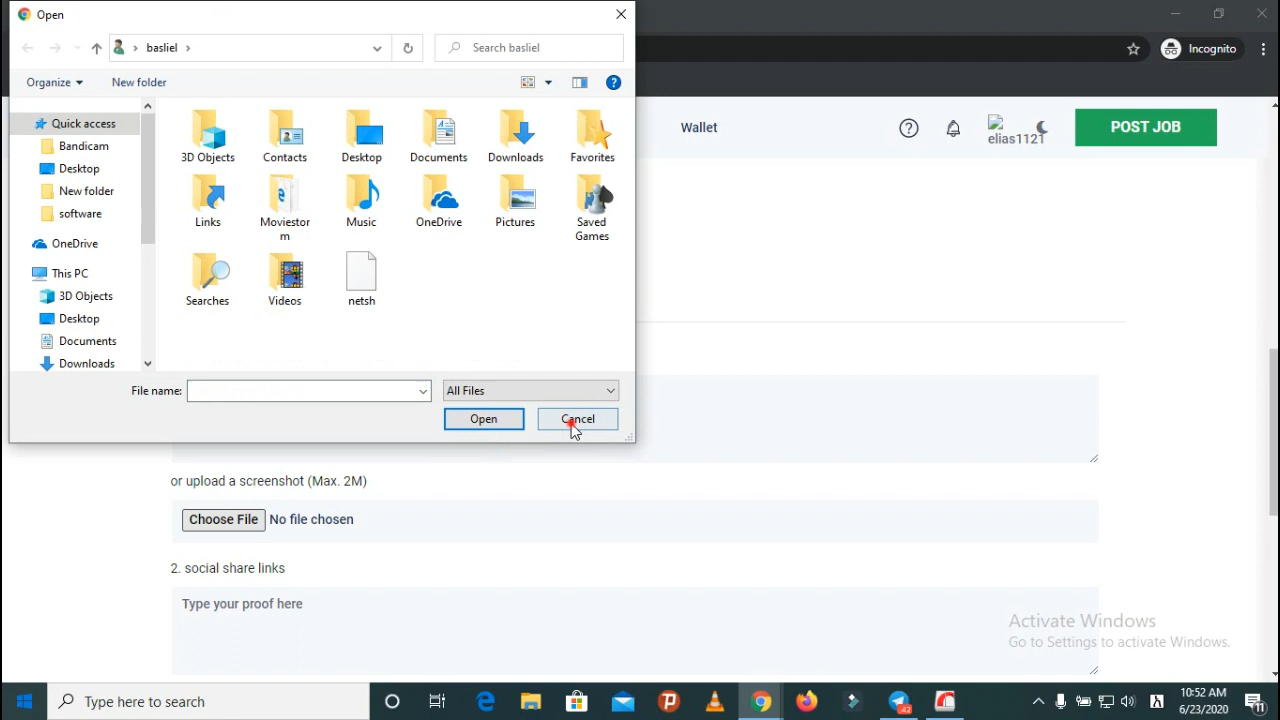 Open
basliel
Search basliel
Incognito
Organize
New folder
Wallet
elias1121
POST JOB
Quick access
Bandicam
Desktop
New folder
software
OneDrive
This PC
3D Objects
Desktop
Documents
Downloads
3D Objects
Contacts
Desktop
Documents
Downloads
Favorites
Links
Moviestor
m
Music
OneDrive
Pictures
Saved
Games
Searches
Videos
netsh
File name:
All Files
Open
Cancel
or upload a screenshot (Max. 2M)
Choose File No file chosen
2. social share links
Type your proof here
Activate Windows
Go to Settings to activate Windows.
Type here to search
42
10:52 AM
6/23/2020
11